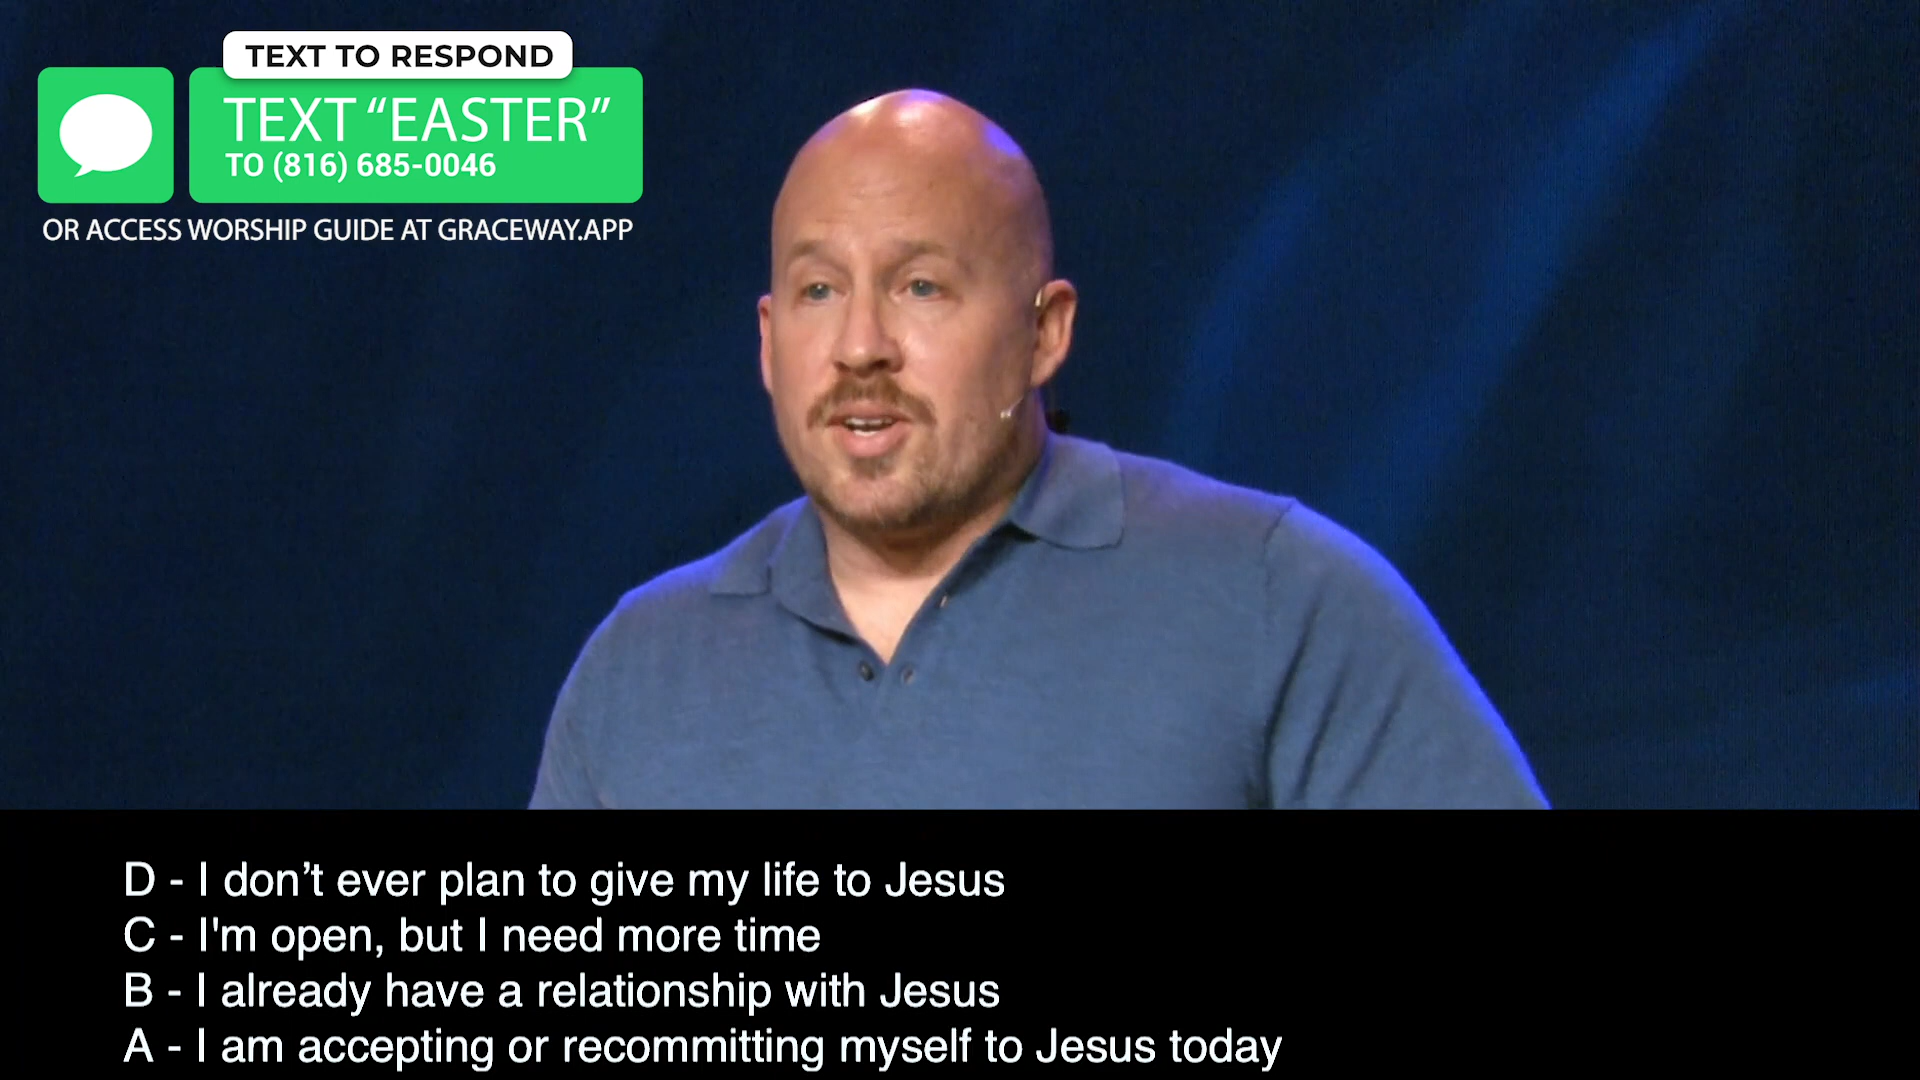 TEXT TO RESPOND
TEXT “EASTER”
TO (816) 685-0046
OR ACCESS WORSHIP GUIDE AT GRACEWAY.APP
D - I don’t ever plan to give my life to Jesus
C - I'm open, but I need more time
B - I already have a relationship with Jesus
A - I am accepting or recommitting myself to Jesus today